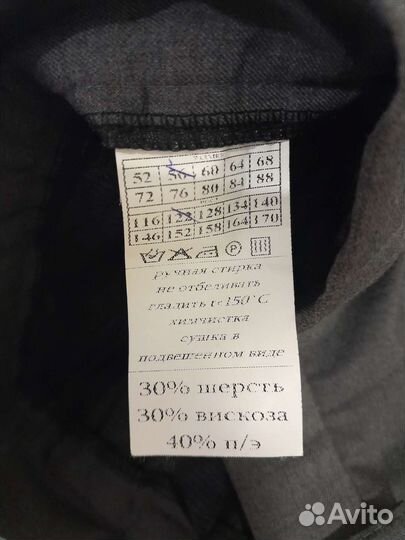 52 56 60 64 68
72 76 80 84 88
116 122 128 134 140
146 152 158 164 170
ручная стирка
не отбеливать
гладить t<150°C
химчистка
сушка в
подвешенном виде
30% шерсть
30% вискоза
40% п/э
Avito